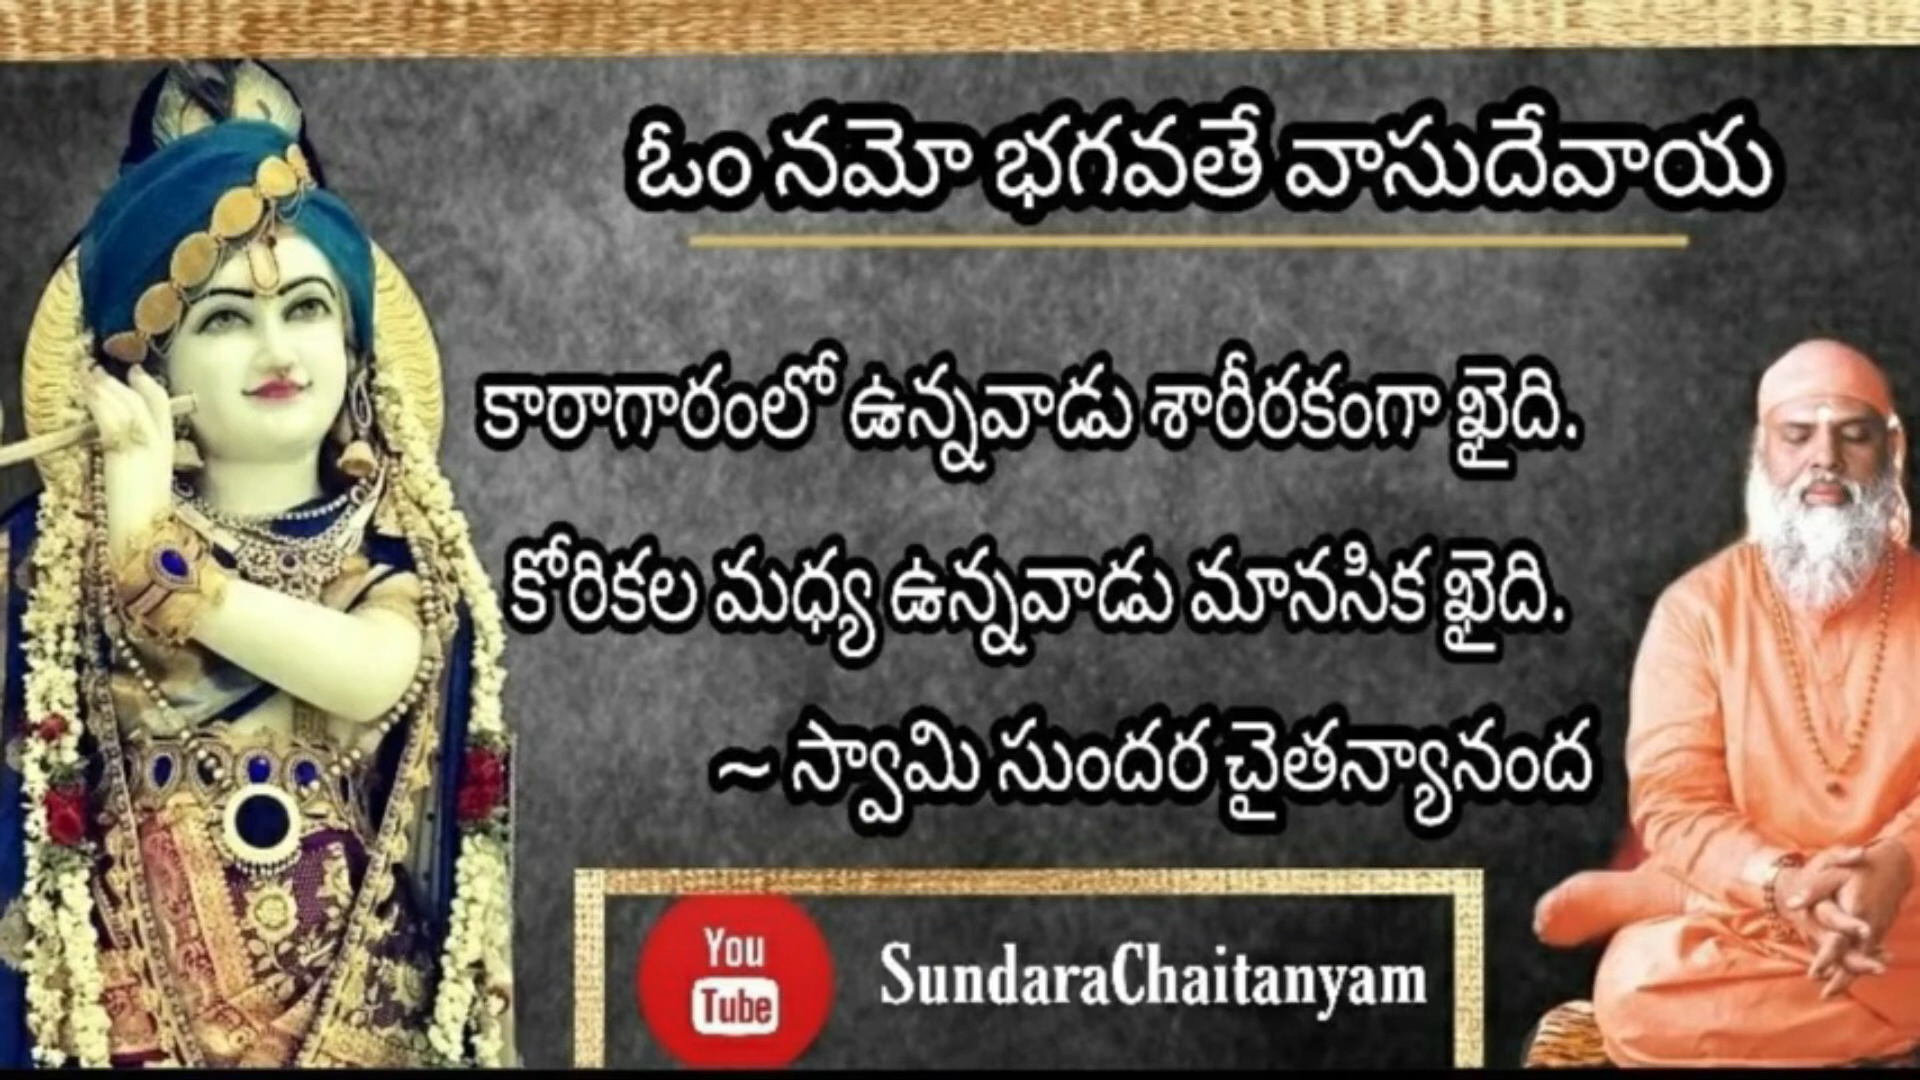 ఓం నమో భగవతే వాసుదేవాయ
కారాగారంలో ఉన్నవాడు శారీరకంగా ఖైది.
కోరికల మధ్య ఉన్నవాడు మానసిక ఖైది.
~ స్వామి సుందర చైతన్యానంద
You
Tube
SundaraChaitanyam